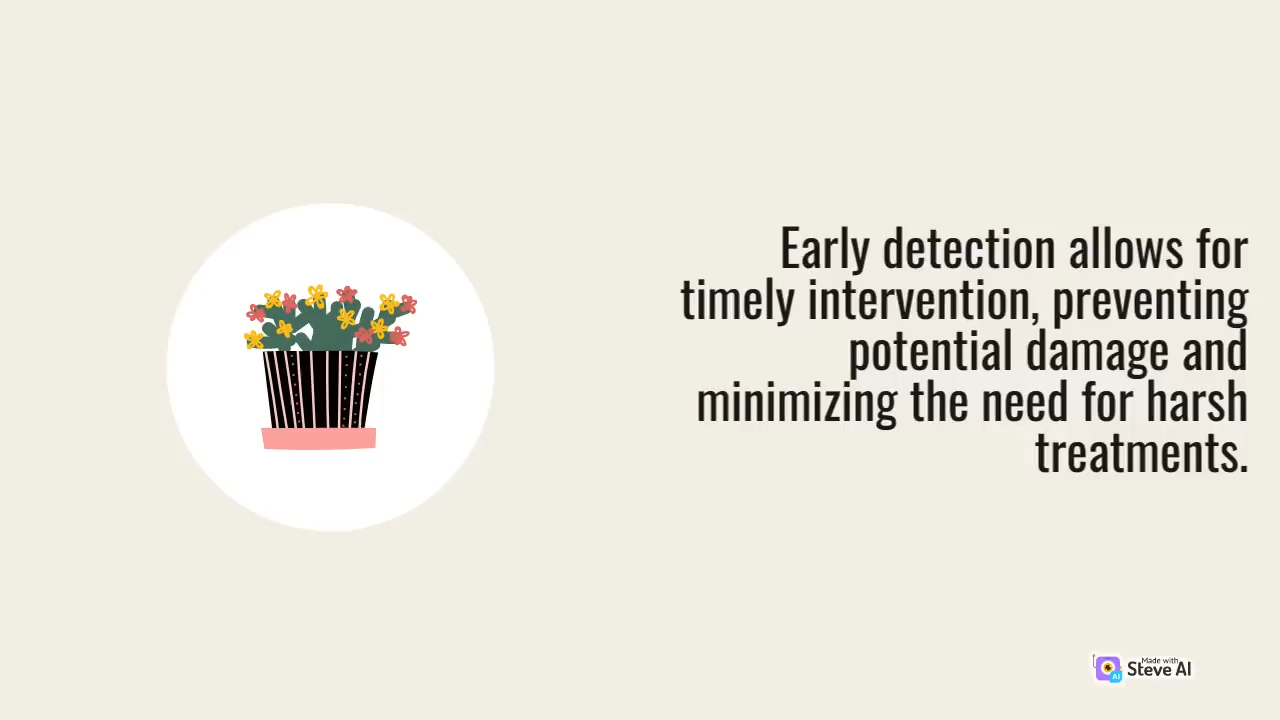 Early detection allows for
timely intervention, preventing
potential damage and
minimizing the need for harsh
treatments.
Made with
Steve AI
AI